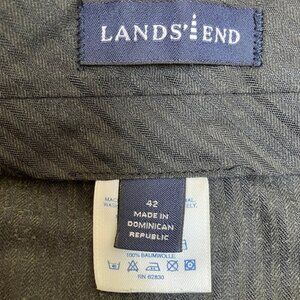 LANDS' END
42
MADE IN
DOMINICAN
REPUBLIC
100% BAUMWOLLE
RN 62830